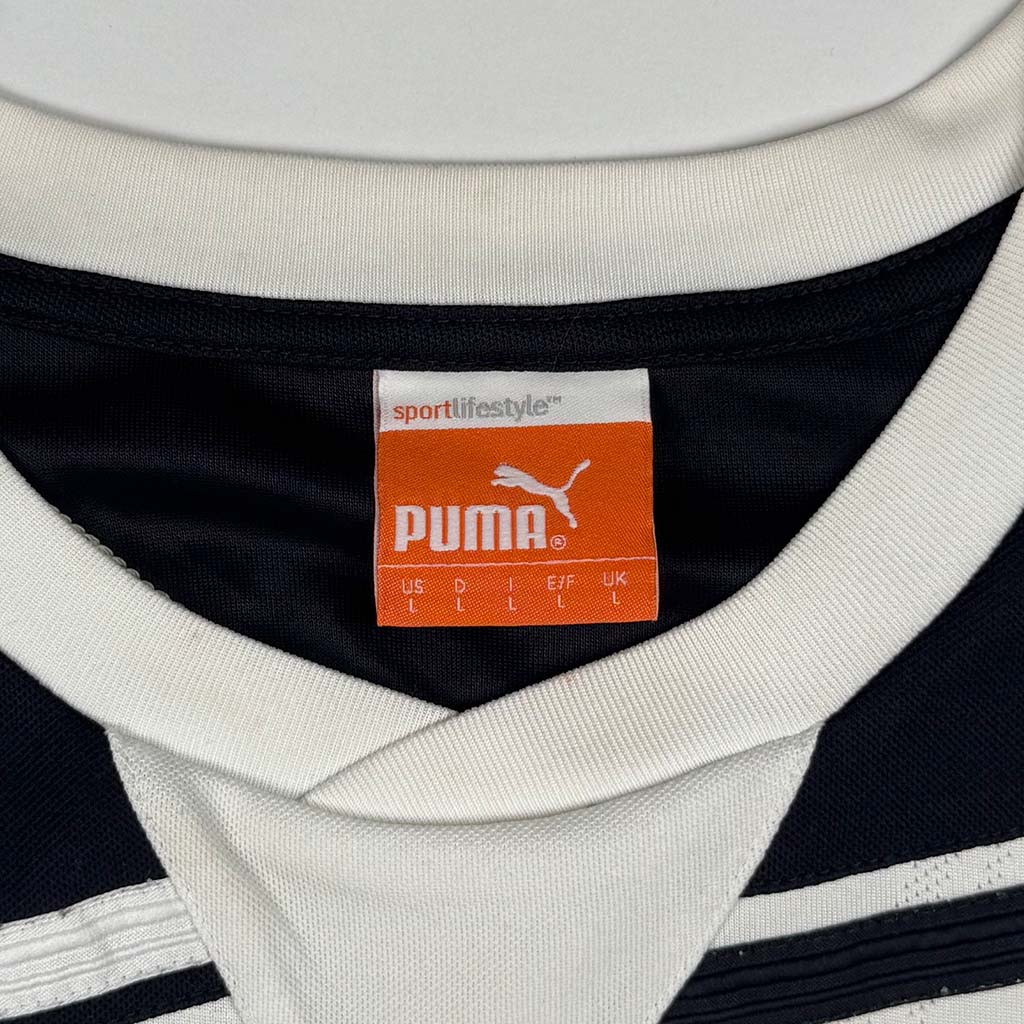 sportlifestyle™
PUMA®
US D I E/F UK
L L L L L